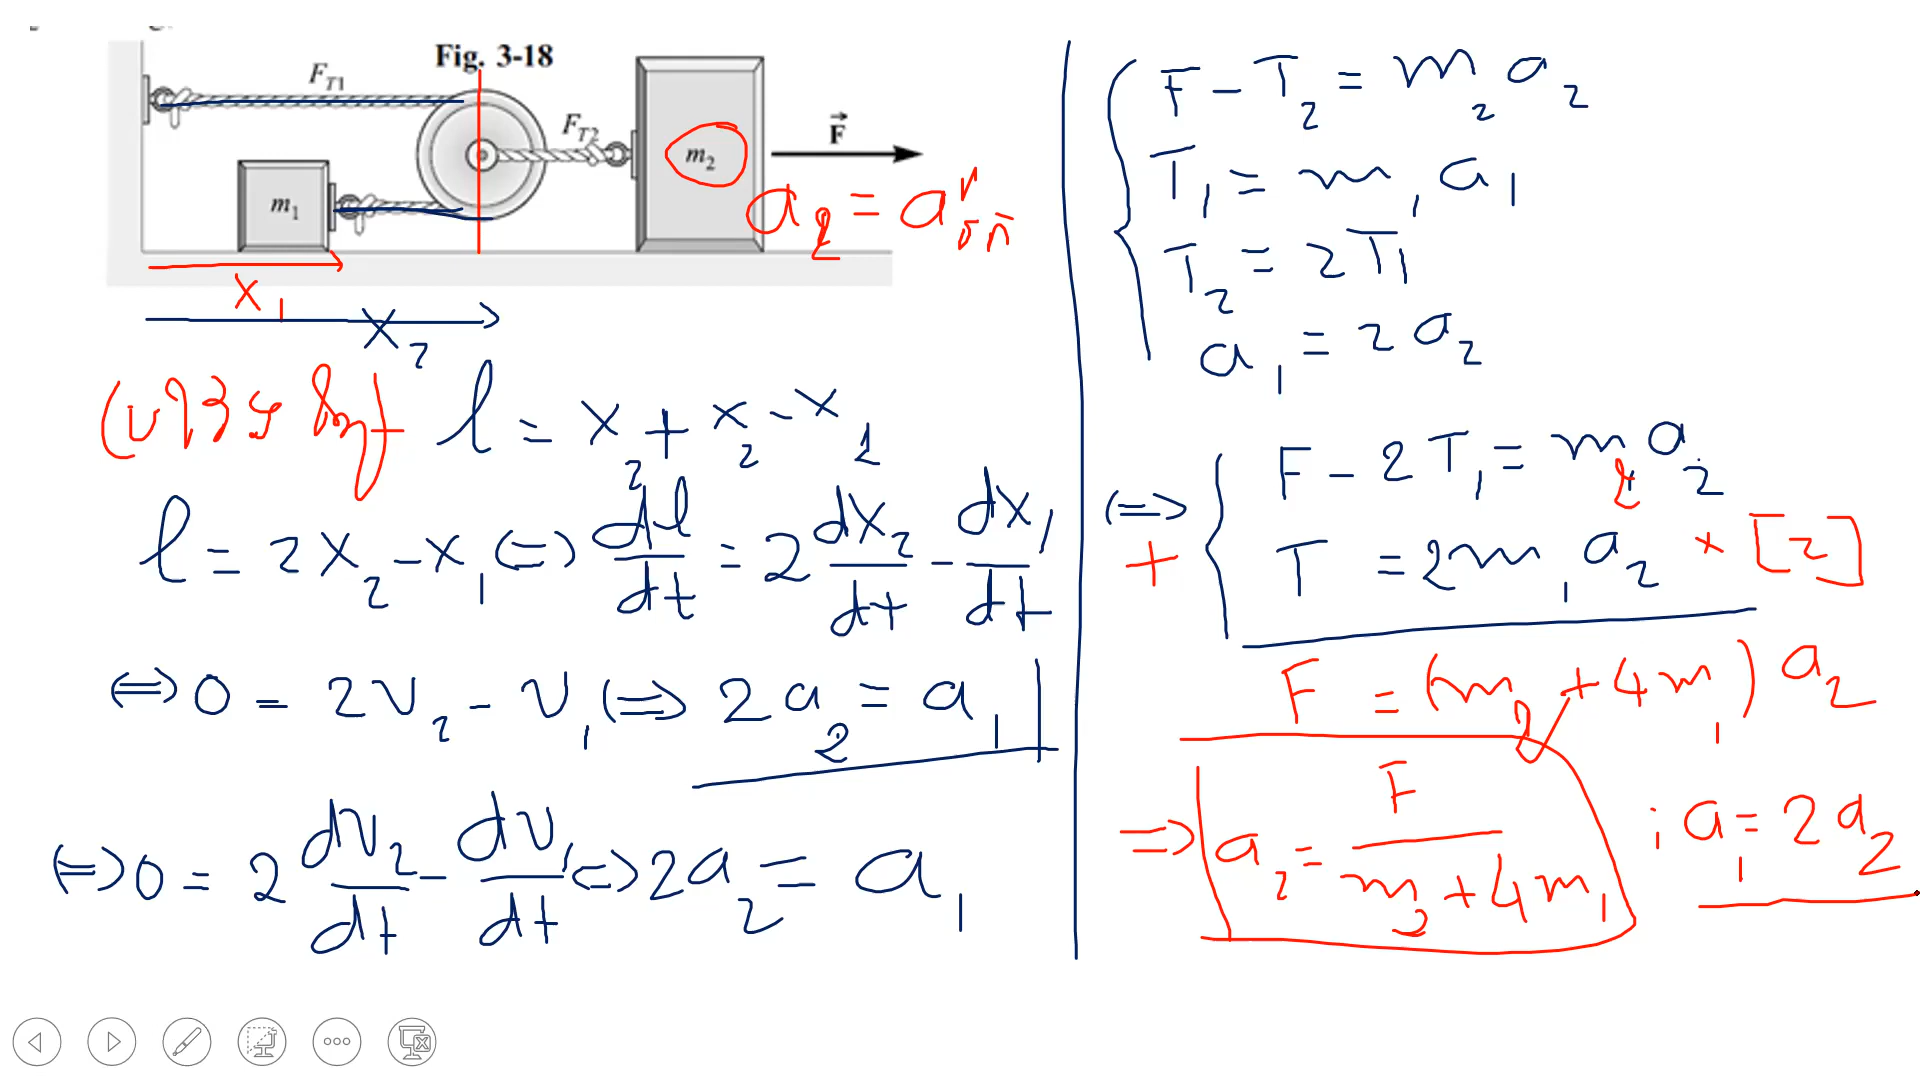 Fig. 3-18
F_T1
F_T2
m_2
F⃗
m_1
a_2 = a
x_1
x_2
l = x_2 + x_2 - x_1
l = 2x_2 - x_1 <=> dl/dt = 2 dx_2/dt - dx_1/dt
<=> 0 = 2v_2 - v_1 <=> 2a_2 = a_1
<=> 0 = 2 dv_2/dt - dv_1/dt <=> 2a_2 = a_1
F - T_2 = m_2 a_2
T_1 = m_1 a_1
T_2 = 2T_1
a_1 = 2a_2
<=> F - 2T_1 = m_2 a_2
+ T = 2m_1 a_2 × [2]
F = (m_2 + 4m_1) a_2
=> a_2 = F/(m_2 + 4m_1) ; a_1 = 2a_2